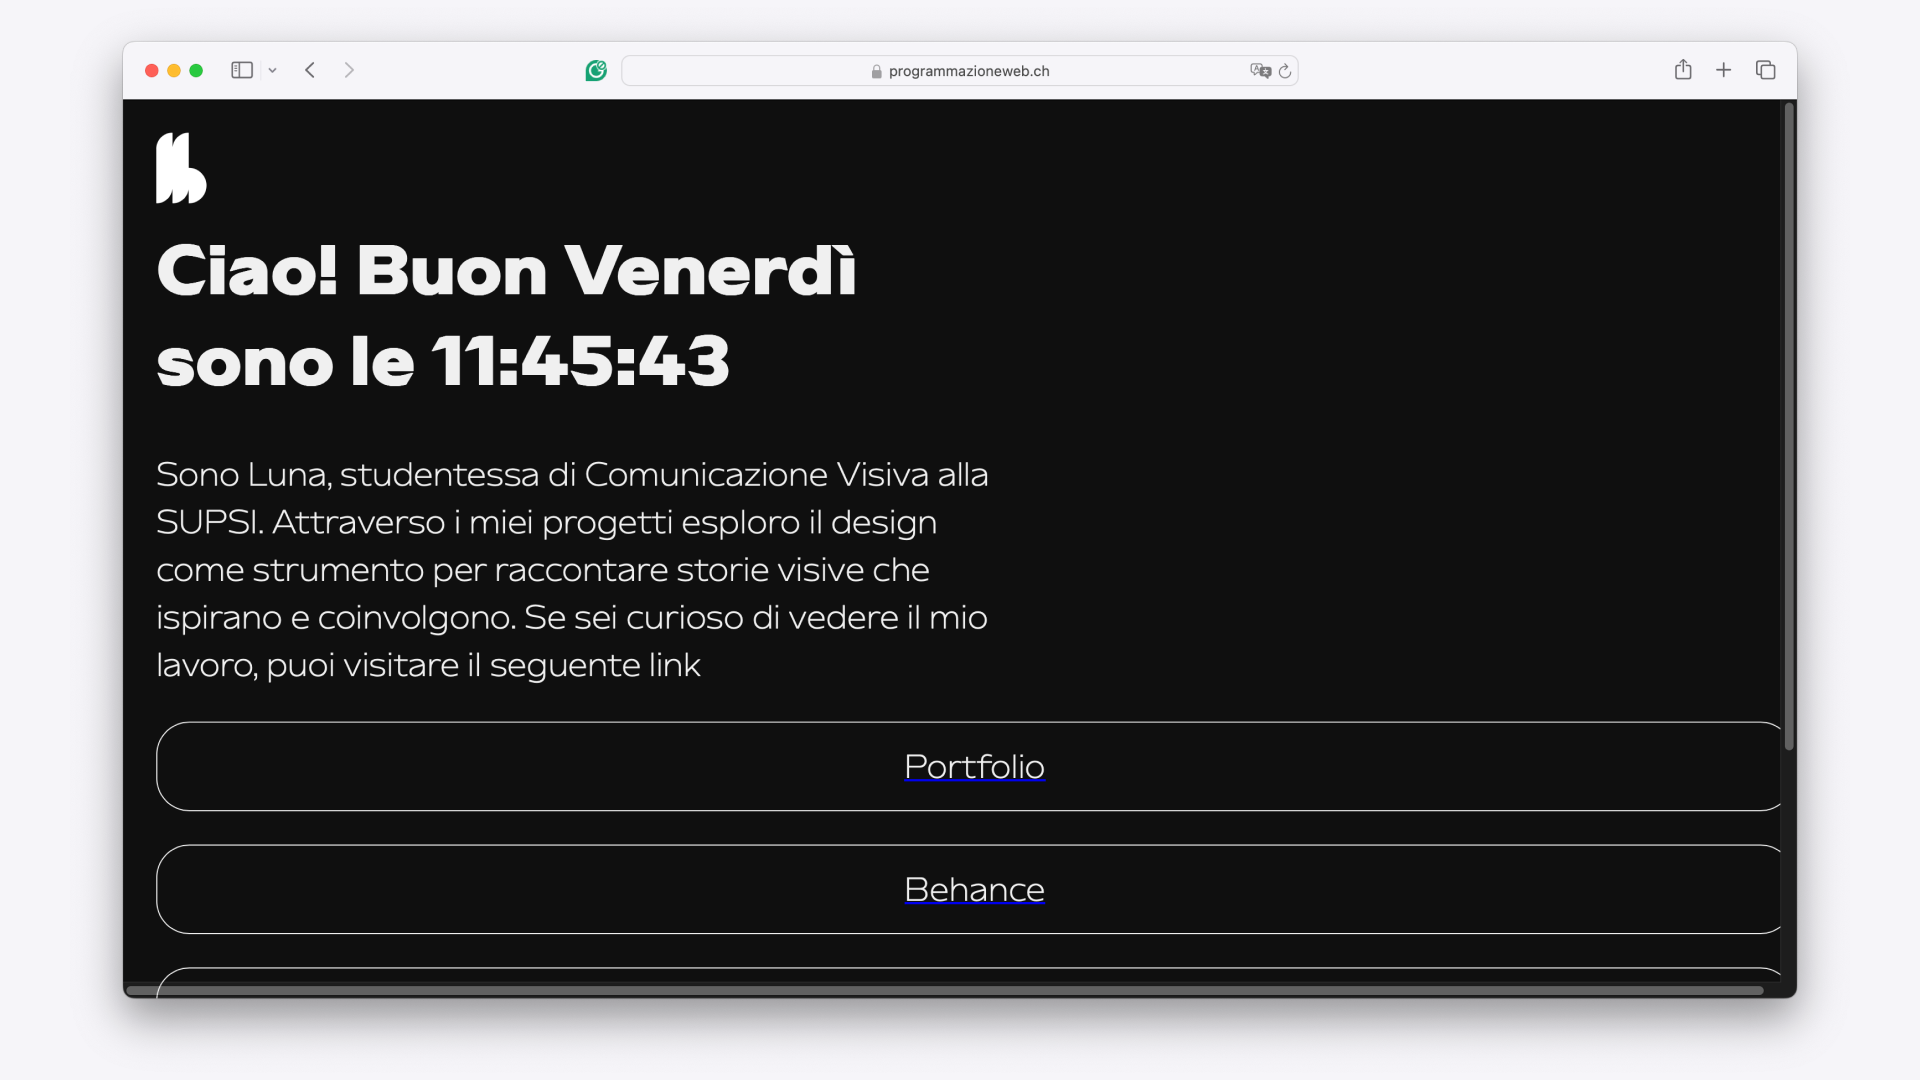 programmazioneweb.ch
Ciao! Buon Venerdì
sono le 11:45:43
Sono Luna, studentessa di Comunicazione Visiva alla
SUPSI. Attraverso i miei progetti esploro il design
come strumento per raccontare storie visive che
ispirano e coinvolgono. Se sei curioso di vedere il mio
lavoro, puoi visitare il seguente link
Portfolio
Behance